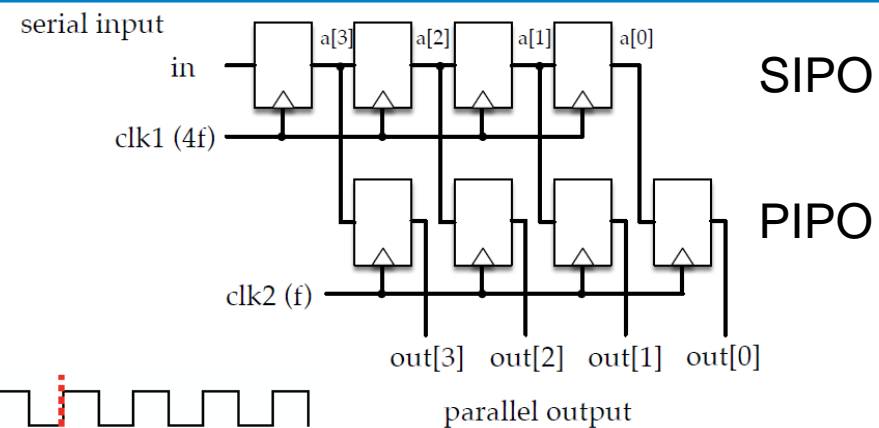 serial input
a[3] a[2] a[1] a[0]
in
SIPO
clk1 (4f)
PIPO
clk2 (f)
out[3] out[2] out[1] out[0]
parallel output